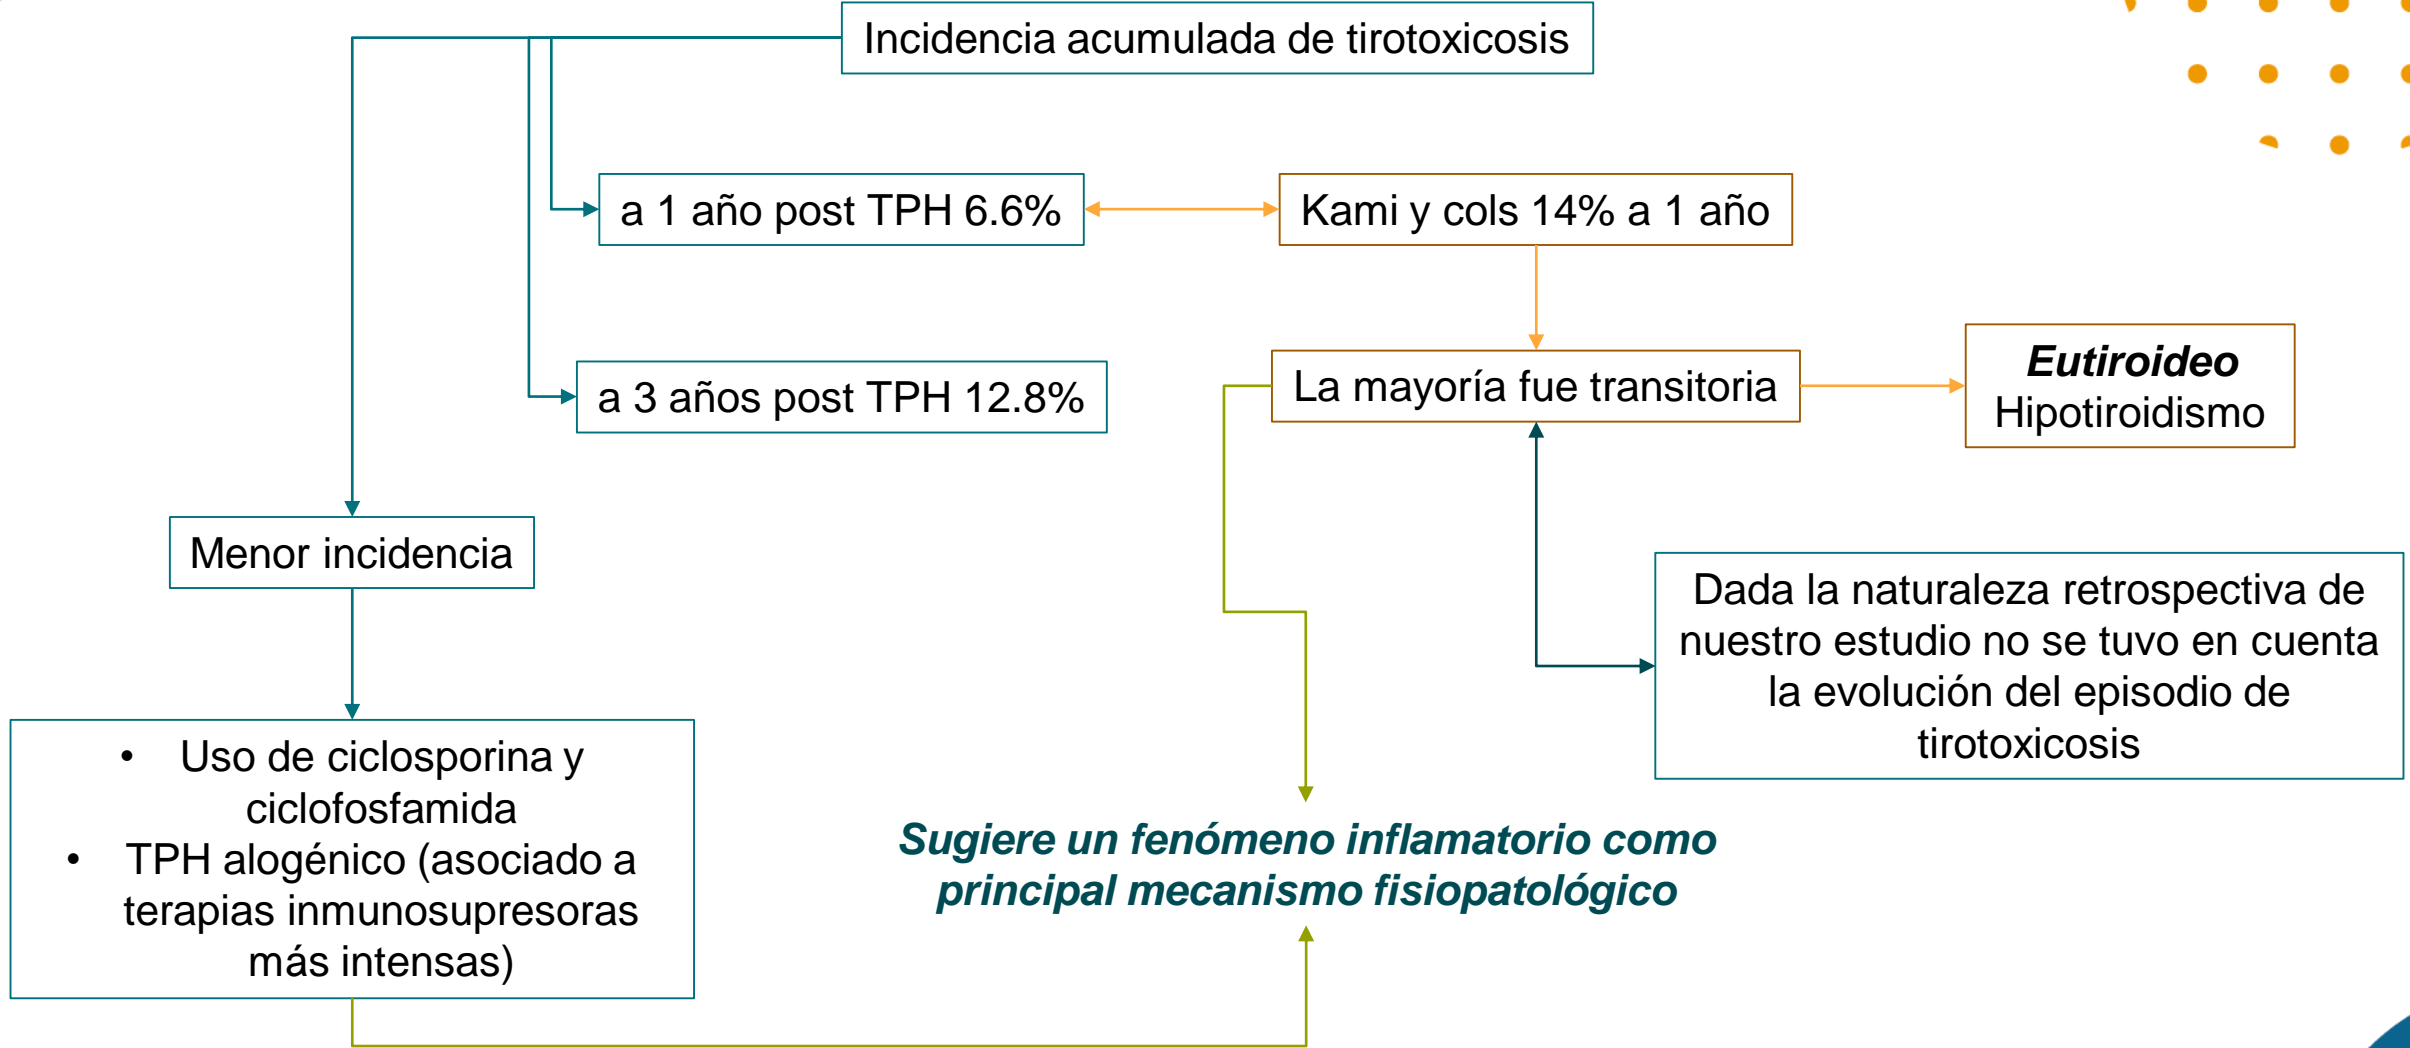 Incidencia acumulada de tirotoxicosis
a 1 año post TPH 6.6%
Kami y cols 14% a 1 año
a 3 años post TPH 12.8%
La mayoría fue transitoria
Eutiroideo
Hipotiroidismo
Menor incidencia
Dada la naturaleza retrospectiva de
nuestro estudio no se tuvo en cuenta
la evolución del episodio de
tirotoxicosis
• Uso de ciclosporina y
ciclofosfamida
• TPH alogénico (asociado a
terapias inmunosupresoras
más intensas)
Sugiere un fenómeno inflamatorio como
principal mecanismo fisiopatológico